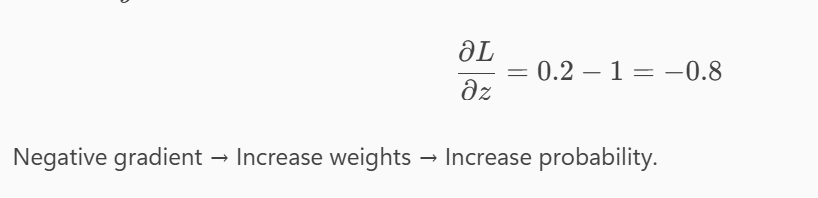 ∂L/∂z = 0.2 − 1 = −0.8
Negative gradient → Increase weights → Increase probability.